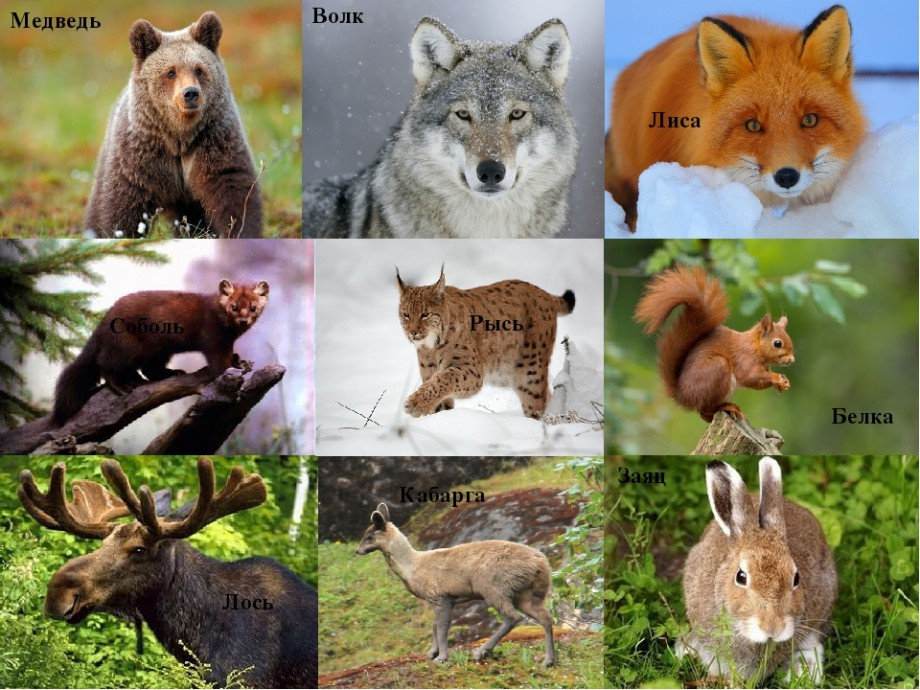 Медведь
Волк
Лиса
Соболь
Рысь
Белка
Лось
Кабарга
Заяц